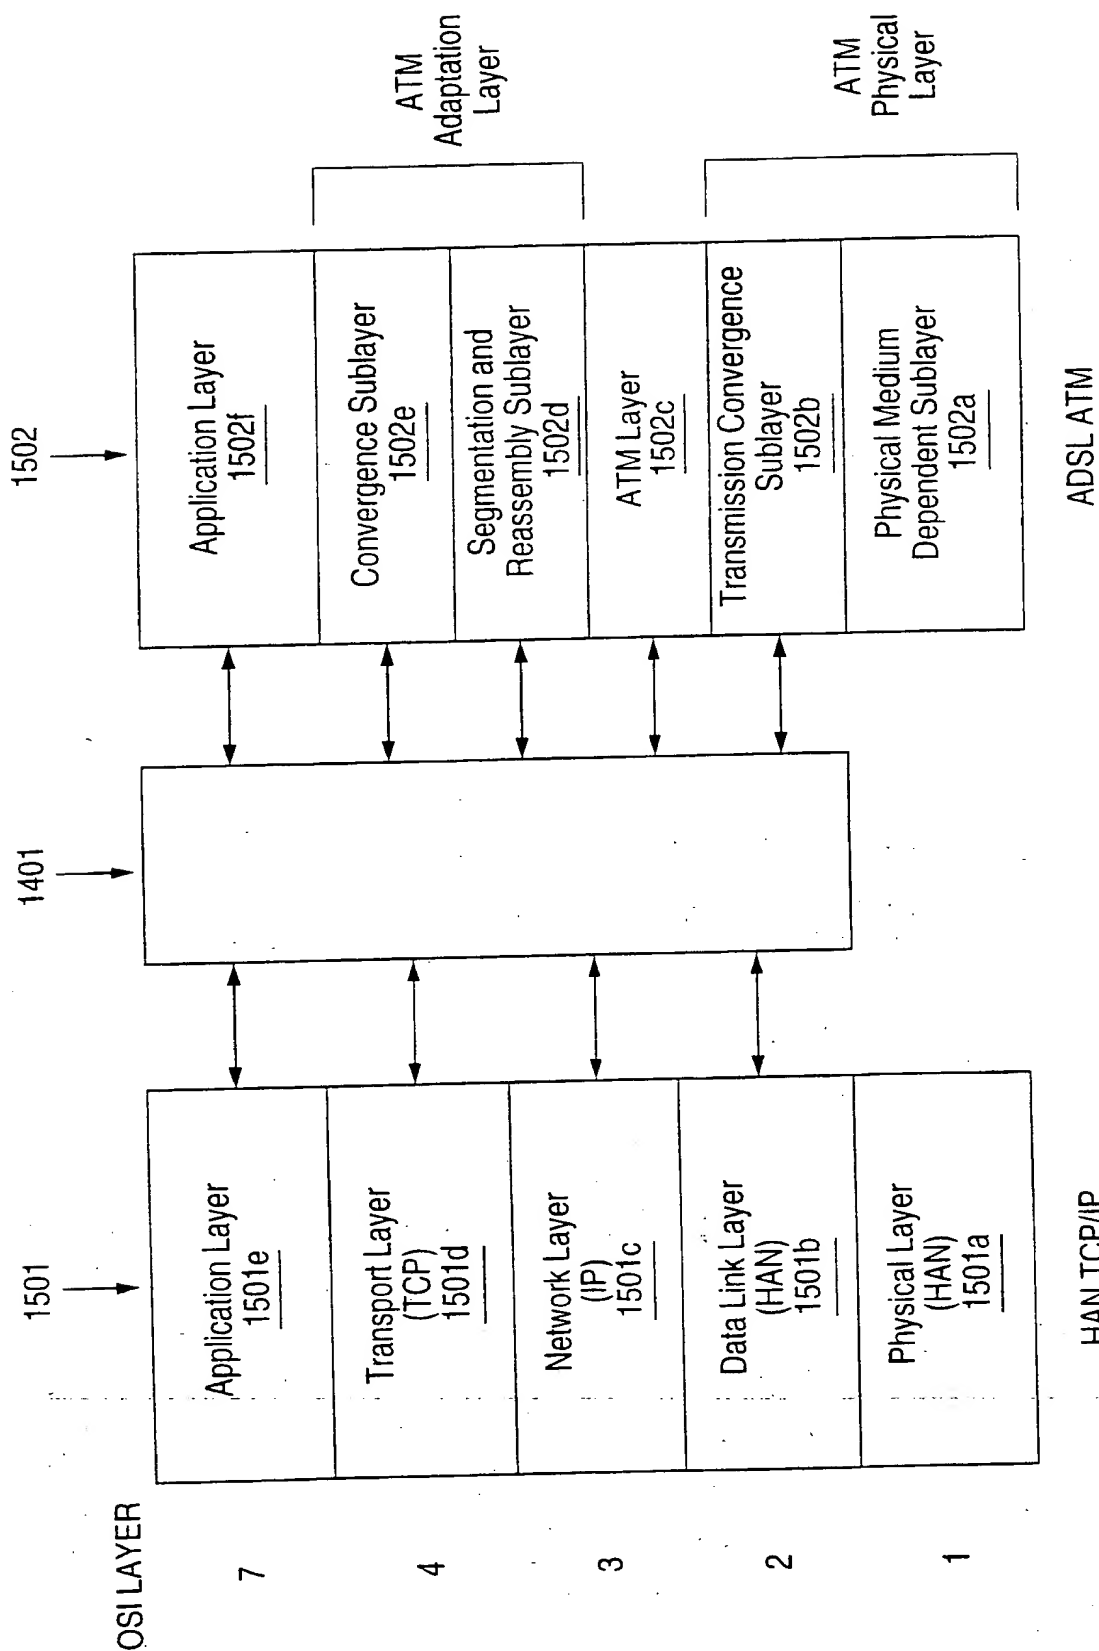 OSI LAYER
7
4
3
2
1
1501
Application Layer
1501e
Transport Layer
(TCP)
1501d
Network Layer
(IP)
1501c
Data Link Layer
(HAN)
1501b
Physical Layer
(HAN)
1501a
HAN TCP/IP
1401
1502
Application Layer
1502f
Convergence Sublayer
1502e
Segmentation and
Reassembly Sublayer
1502d
ATM Layer
1502c
Transmission Convergence
Sublayer
1502b
Physical Medium
Dependent Sublayer
1502a
ADSL ATM
ATM
Adaptation
Layer
ATM
Physical
Layer